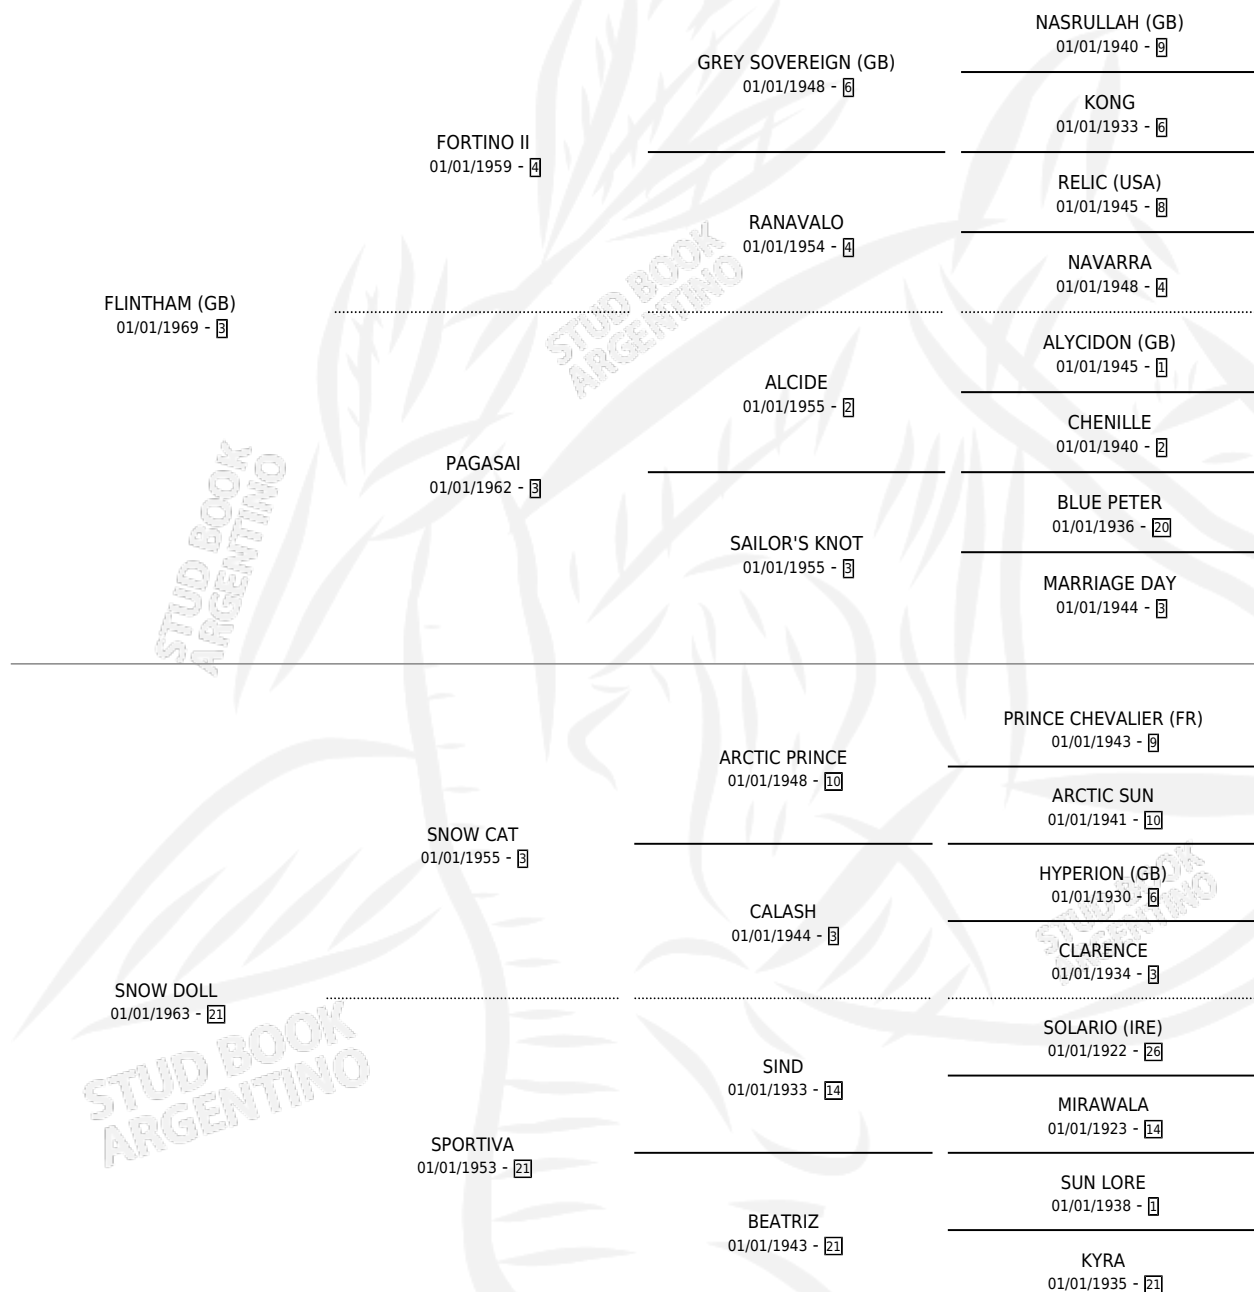 NASRULLAH (GB)
01/01/1940 - 9
GREY SOVEREIGN (GB)
01/01/1948 - 6
KONG
01/01/1933 - 6
FORTINO II
01/01/1959 - 4
RELIC (USA)
01/01/1945 - 8
RANAVALO
01/01/1954 - 4
NAVARRA
01/01/1948 - 4
FLINTHAM (GB)
01/01/1969 - 3
ALYCIDON (GB)
01/01/1945 - 1
ALCIDE
01/01/1955 - 2
CHENILLE
01/01/1940 - 2
PAGASAI
01/01/1962 - 3
BLUE PETER
01/01/1936 - 20
SAILOR'S KNOT
01/01/1955 - 3
MARRIAGE DAY
01/01/1944 - 3
PRINCE CHEVALIER (FR)
01/01/1943 - 9
ARCTIC PRINCE
01/01/1948 - 10
ARCTIC SUN
01/01/1941 - 10
SNOW CAT
01/01/1955 - 3
HYPERION (GB)
01/01/1930 - 6
CALASH
01/01/1944 - 3
CLARENCE
01/01/1934 - 3
SNOW DOLL
01/01/1963 - 21
SOLARIO (IRE)
01/01/1922 - 26
SIND
01/01/1933 - 14
MIRAWALA
01/01/1923 - 14
SPORTIVA
01/01/1953 - 21
SUN LORE
01/01/1938 - 1
BEATRIZ
01/01/1943 - 21
KYRA
01/01/1935 - 21
STUD BOOK
ARGENTINO
STUD BOOK
ARGENTINO
STUD BOOK
ARGENTINO
STUD BOOK
ARGENTINO